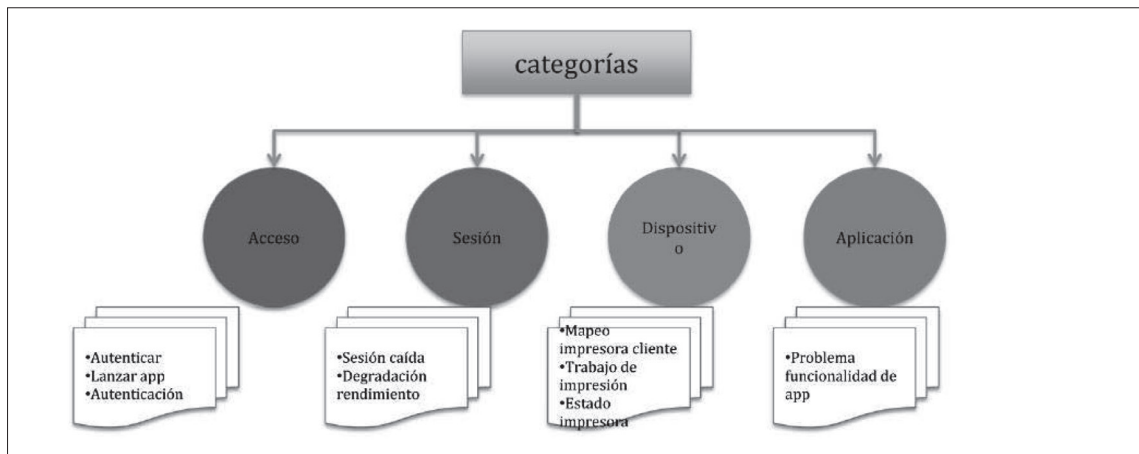 categorías
Acceso
Sesión
Dispositiv
o
Aplicación
•Autenticar
•Lanzar app
•Autenticación
•Sesión caída
•Degradación
rendimiento
•Mapeo
impresora cliente
•Trabajo de
impresión
•Estado
impresora
•Problema
funcionalidad de
app